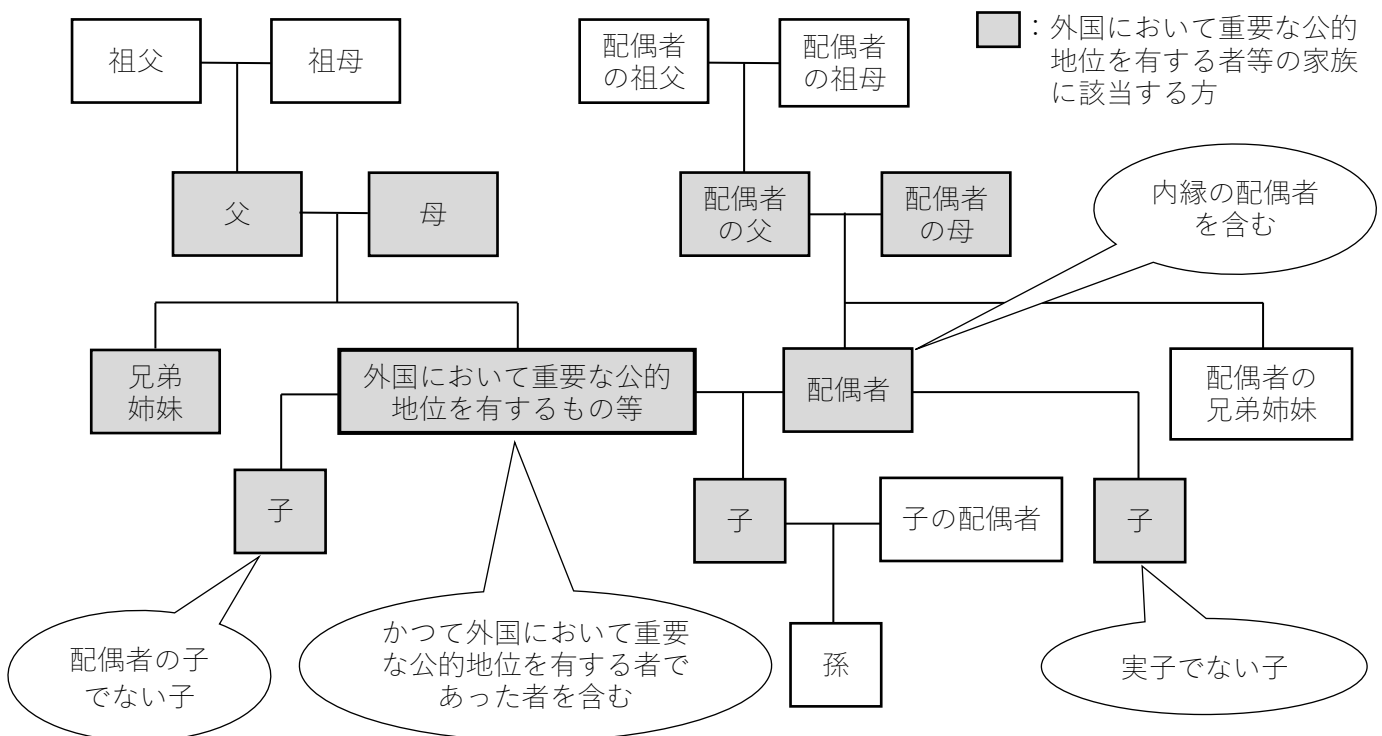 祖父
祖母
配偶者
の祖父
配偶者
の祖母
：外国において重要な公的
地位を有する者等の家族
に該当する方
父
母
配偶者
の父
配偶者
の母
内縁の配偶者
を含む
兄弟
姉妹
外国において重要な公的
地位を有するもの等
配偶者
配偶者の
兄弟姉妹
子
子
子の配偶者
子
配偶者の子
でない子
かつて外国において重要
な公的地位を有する者で
あった者を含む
孫
実子でない子